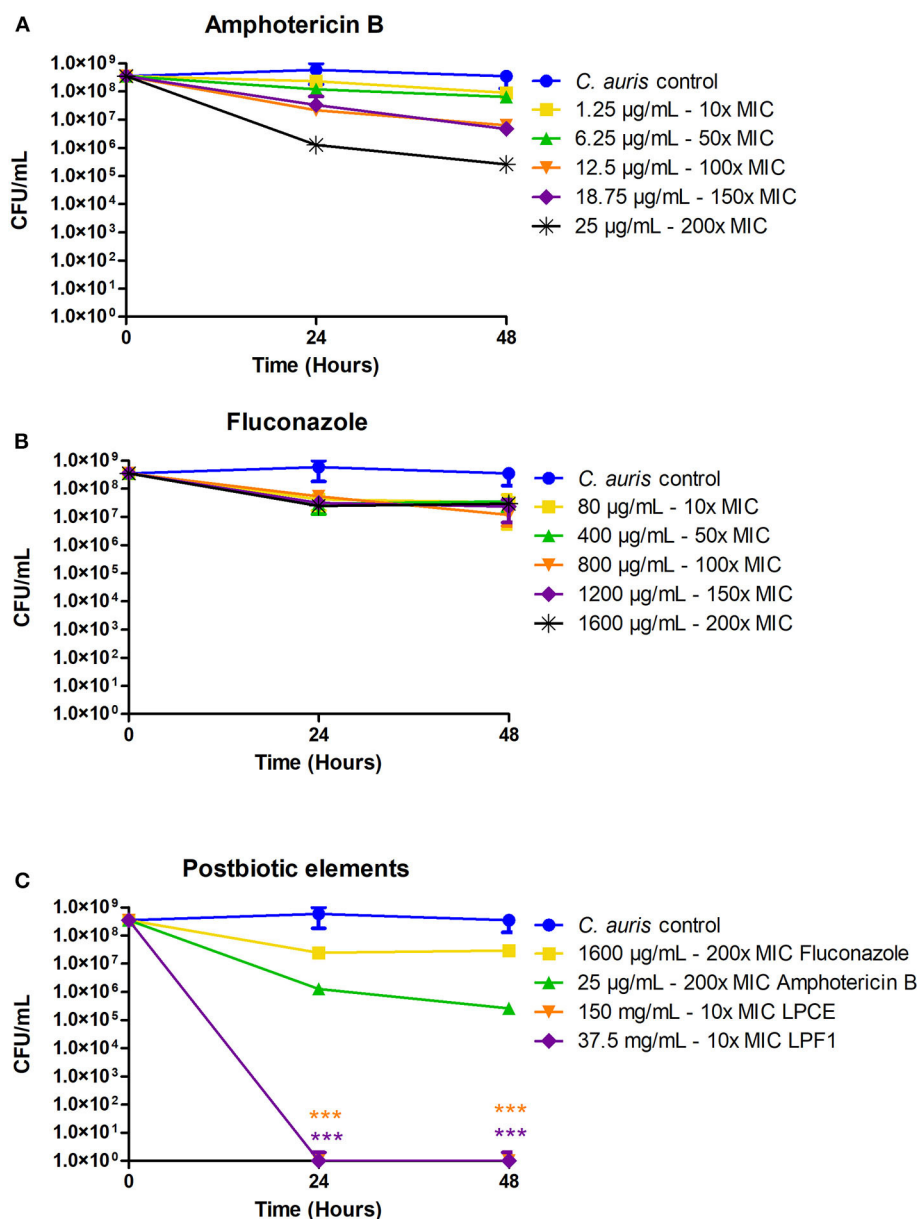 A
Amphotericin B
1.0×10⁹
1.0×10⁸
1.0×10⁷
1.0×10⁶
1.0×10⁵
1.0×10⁴
1.0×10³
1.0×10²
1.0×10¹
1.0×10⁰
CFU/mL
0 24 48
Time (Hours)
C. auris control
1.25 µg/mL - 10x MIC
6.25 µg/mL - 50x MIC
12.5 µg/mL - 100x MIC
18.75 µg/mL - 150x MIC
25 µg/mL - 200x MIC
B
Fluconazole
1.0×10⁹
1.0×10⁸
1.0×10⁷
1.0×10⁶
1.0×10⁵
1.0×10⁴
1.0×10³
1.0×10²
1.0×10¹
1.0×10⁰
CFU/mL
0 24 48
Time (Hours)
C. auris control
80 µg/mL - 10x MIC
400 µg/mL - 50x MIC
800 µg/mL - 100x MIC
1200 µg/mL - 150x MIC
1600 µg/mL - 200x MIC
C
Postbiotic elements
1.0×10⁹
1.0×10⁸
1.0×10⁷
1.0×10⁶
1.0×10⁵
1.0×10⁴
1.0×10³
1.0×10²
1.0×10¹
1.0×10⁰
CFU/mL
*** ***
*** ***
0 24 48
Time (Hours)
C. auris control
1600 µg/mL - 200x MIC Fluconazole
25 µg/mL - 200x MIC Amphotericin B
150 mg/mL - 10x MIC LPCE
37.5 mg/mL - 10x MIC LPF1